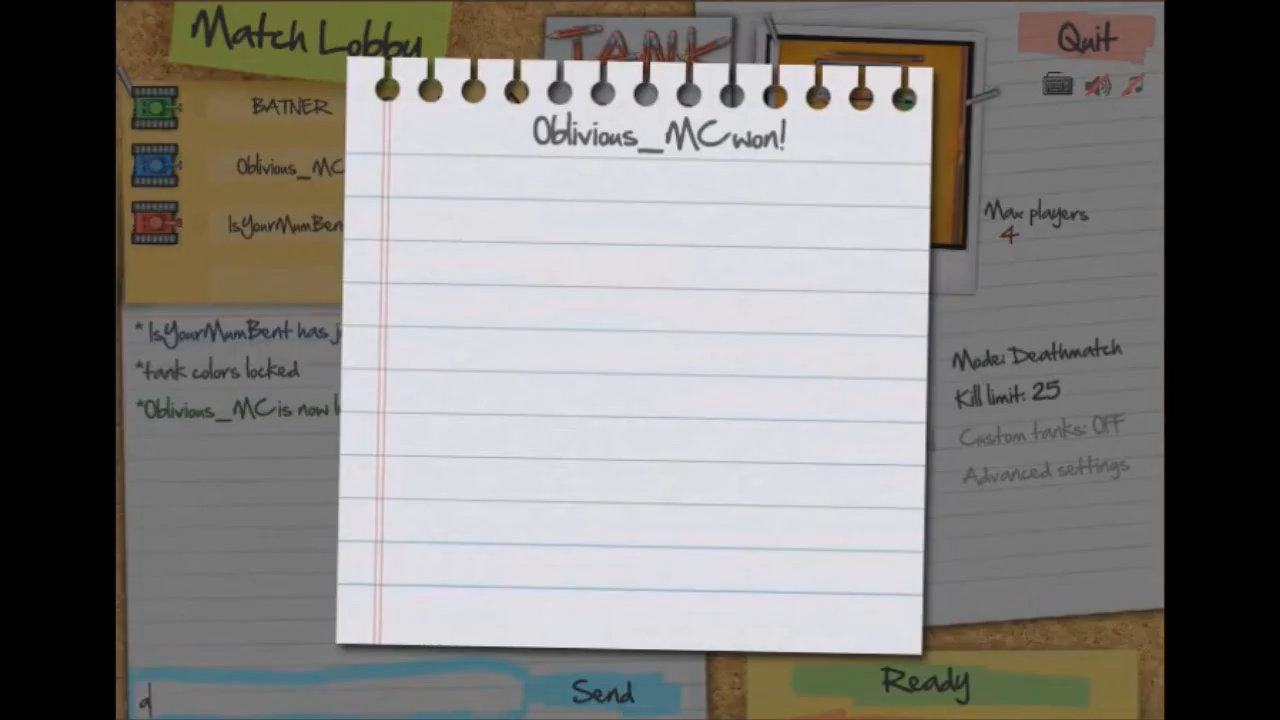 Match Lobby
TANK
Quit
BATNER
Oblivious_MC
IsYourMumBent
Oblivious_MC won!
Max players
4
*IsYourMumBent has j
*tank colors locked
*Oblivious_MC is now
Mode: Deathmatch
Kill limit: 25
Custom tanks: OFF
Advanced settings
d
Send
Ready